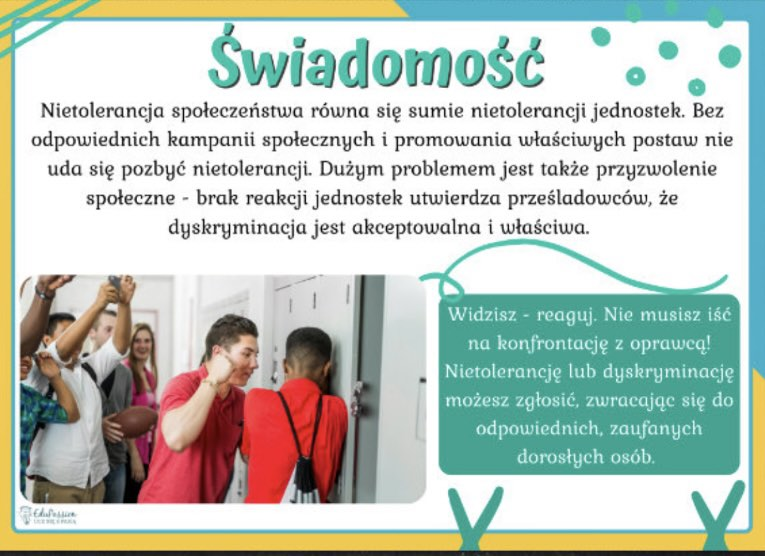 Świadomość
Nietolerancja społeczeństwa równa się sumie nietolerancji jednostek. Bez
odpowiednich kampanii społecznych i promowania właściwych postaw nie
uda się pozbyć nietolerancji. Dużym problemem jest także przyzwolenie
społeczne - brak reakcji jednostek utwierdza prześladowców, że
dyskryminacja jest akceptowalna i właściwa.
Widzisz - reaguj. Nie musisz iść
na konfrontację z oprawcą!
Nietolerancję lub dyskryminację
możesz zgłosić, zwracając się do
odpowiednich, zaufanych
dorosłych osób.
EduPassion